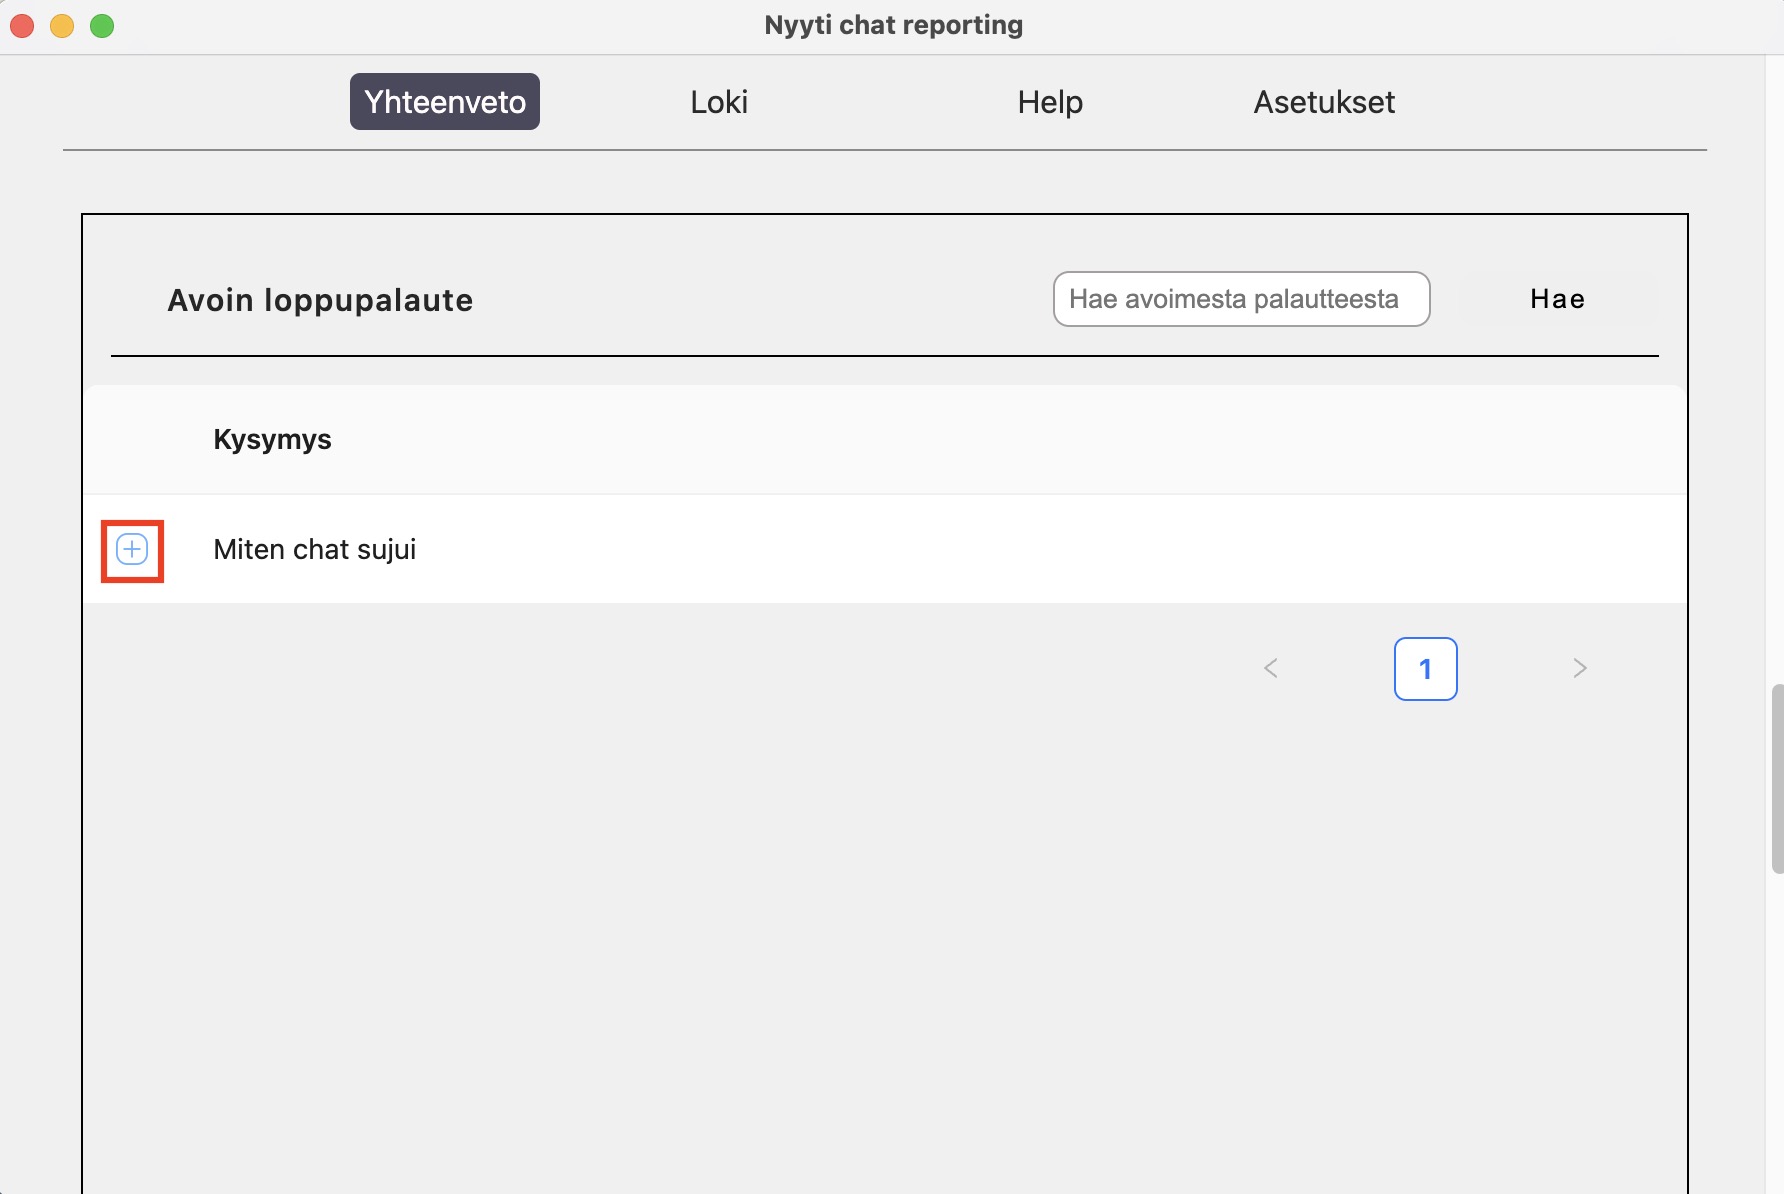 Nyyti chat reporting
Yhteenveto Loki Help Asetukset
Avoin loppupalaute Hae avoimesta palautteesta Hae
Kysymys
Miten chat sujui
< 1 >